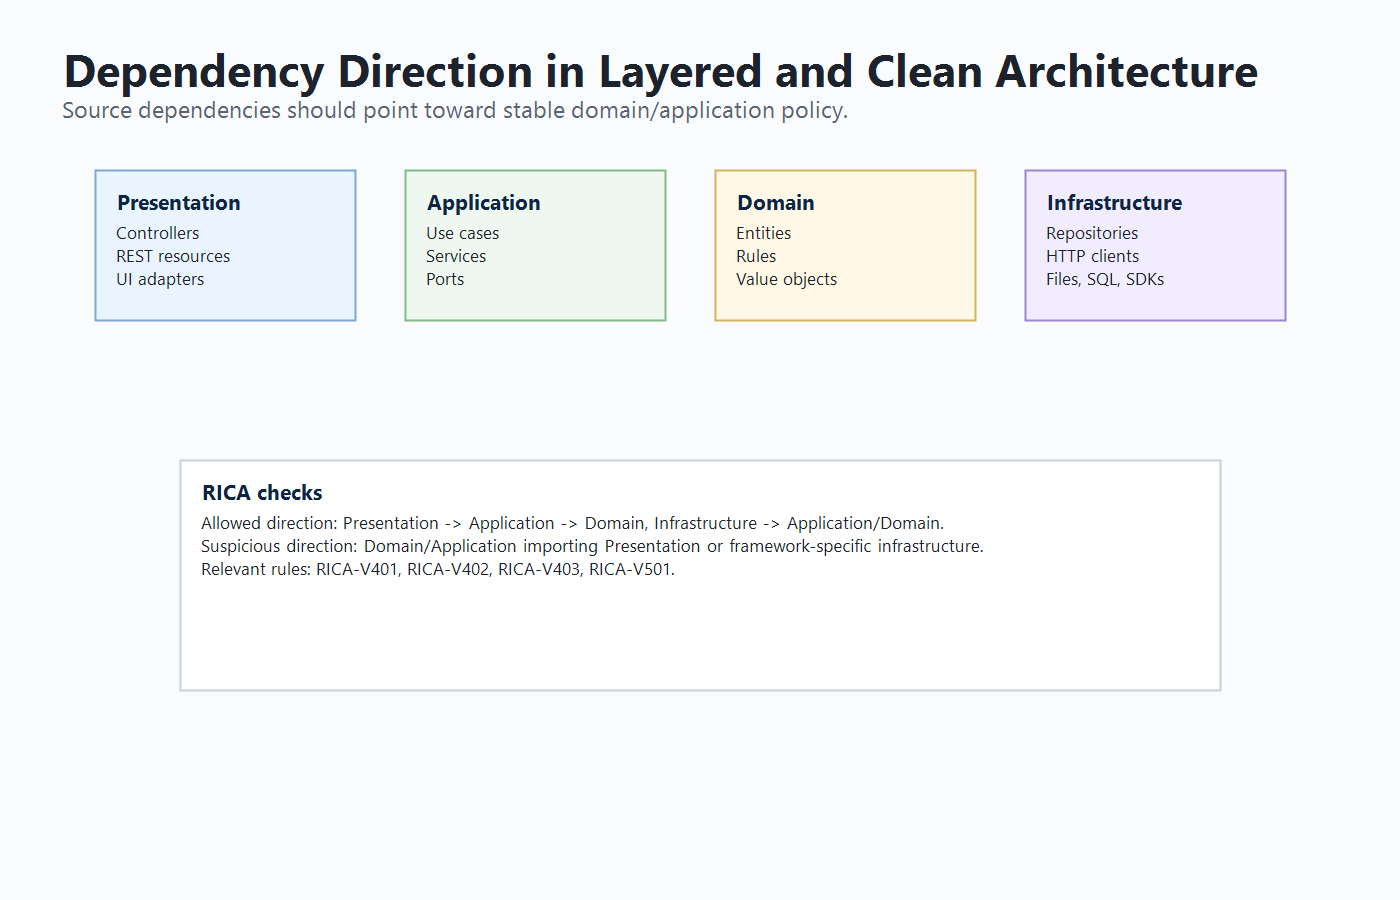 Dependency Direction in Layered and Clean Architecture
Source dependencies should point toward stable domain/application policy.
Presentation
Controllers
REST resources
UI adapters
Application
Use cases
Services
Ports
Domain
Entities
Rules
Value objects
Infrastructure
Repositories
HTTP clients
Files, SQL, SDKs
RICA checks
Allowed direction: Presentation -> Application -> Domain, Infrastructure -> Application/Domain.
Suspicious direction: Domain/Application importing Presentation or framework-specific infrastructure.
Relevant rules: RICA-V401, RICA-V402, RICA-V403, RICA-V501.